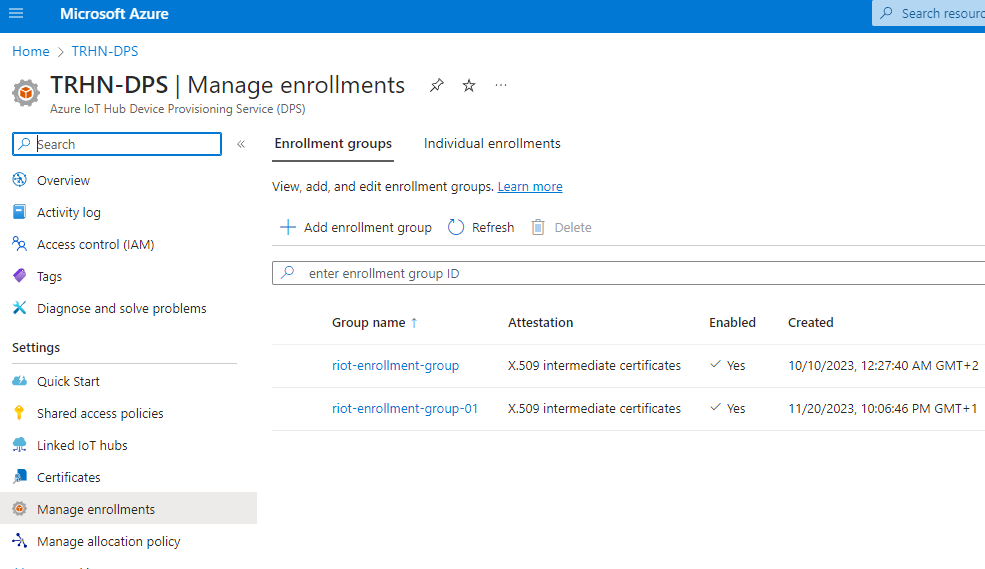 Microsoft Azure
Search resourc
Home > TRHN-DPS
TRHN-DPS | Manage enrollments ...
Azure IoT Hub Device Provisioning Service (DPS)
Search «
Overview
Activity log
Access control (IAM)
Tags
Diagnose and solve problems
Settings
Quick Start
Shared access policies
Linked IoT hubs
Certificates
Manage enrollments
Manage allocation policy
Enrollment groups Individual enrollments
View, add, and edit enrollment groups. Learn more
Add enrollment group Refresh Delete
enter enrollment group ID
Group name ↑ Attestation Enabled Created
riot-enrollment-group X.509 intermediate certificates Yes 10/10/2023, 12:27:40 AM GMT+2
riot-enrollment-group-01 X.509 intermediate certificates Yes 11/20/2023, 10:06:46 PM GMT+1